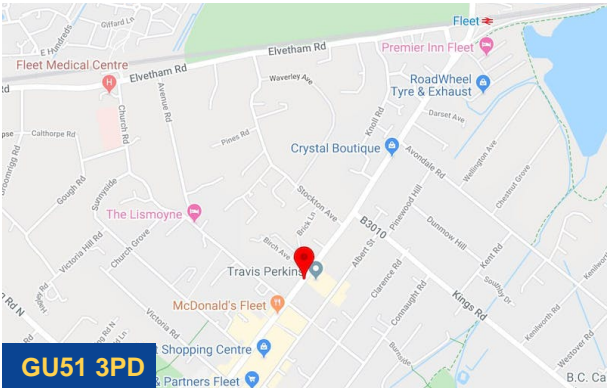 Giffard Ln
E Hundreds
Fleet
Fleet Medical Centre
Elvetham Rd
Elvetham Rd
Premier Inn Fleet
Waverley Ave
RoadWheel
Tyre & Exhaust
Avenue Rd
Church Rd
Calthorpe Rd
Pines Rd
Knoll Rd
Darset Ave
Crystal Boutique
Avondale Rd
Wellington Ave
Chestnut Grove
Gough Rd
Sunnyside
Stockton Ave
The Lismoyne
Brick Ln
B3010
Pinewood Hill
Dunmow Hill
Victoria Hill Rd
Church Grove
Birch Ave
Albert St
Kent Rd
Travis Perkins
Clarence Rd
McDonald's Fleet
Connaught Rd
Kings Rd
Victoria Rd
Kenilworth Rd
Shopping Centre
Westover Rd
GU51 3PD
& Partners Fleet
B.C. Ca